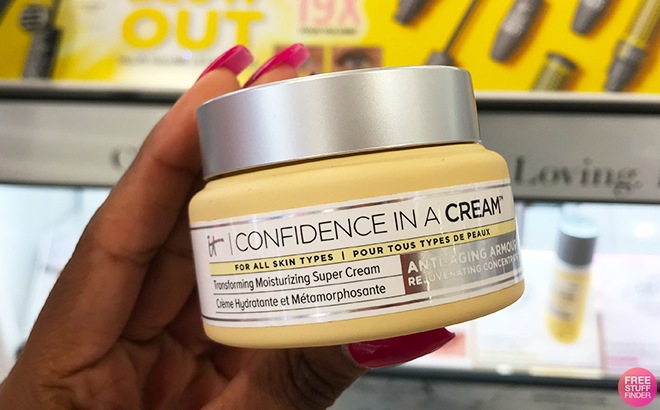 OUT
19X
Loving
it | CONFIDENCE IN A CREAM™
FOR ALL SKIN TYPES | POUR TOUS TYPES DE PEAUX
Transforming Moisturizing Super Cream
Crème Hydratante et Métamorphosante
ANTI-AGING ARMOUR
REJUVENATING
FREE
STUFF
FINDER